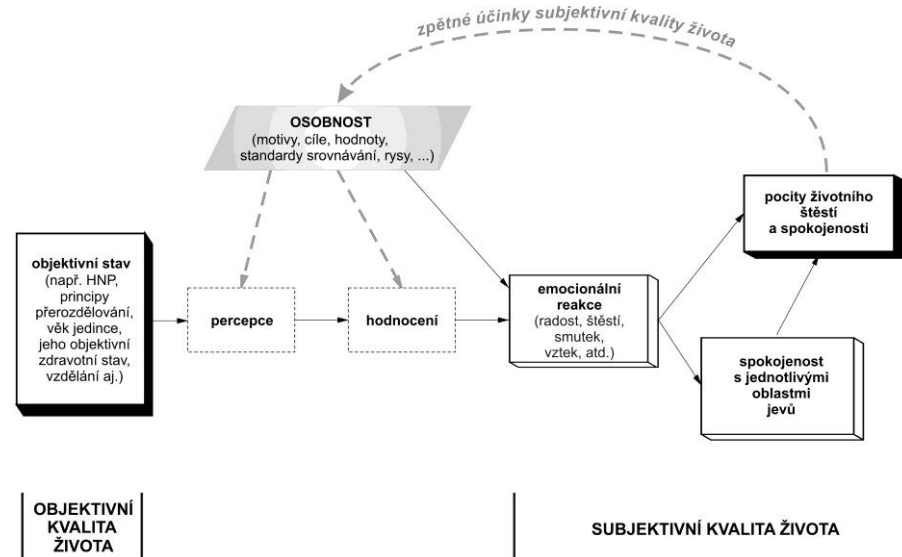 zpětné účinky subjektivní kvality života
OSOBNOST
(motivy, cíle, hodnoty,
standardy srovnávání, rysy, ...)
objektivní stav
(např. HNP,
principy
přerozdělování,
věk jedince,
jeho objektivní
zdravotní stav,
vzdělání aj.)
percepce
hodnocení
emocionální
reakce
(radost, štěstí,
smutek,
vztek, atd.)
pocity životního
štěstí
a spokojenosti
spokojenost
s jednotlivými
oblastmi
jevů
OBJEKTIVNÍ
KVALITA
ŽIVOTA
SUBJEKTIVNÍ KVALITA ŽIVOTA